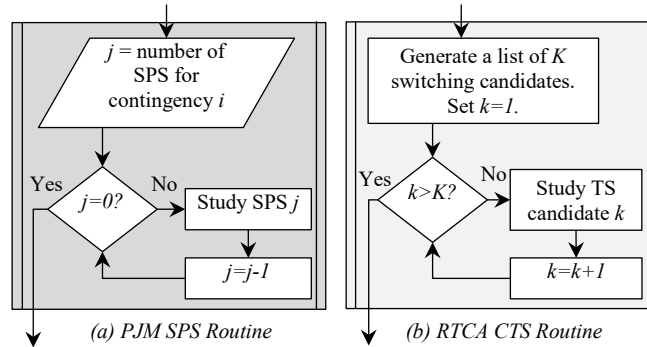 j = number of
SPS for
contingency i
Yes
j=0?
No
Study SPS j
j=j-1
(a) PJM SPS Routine
Generate a list of K
switching candidates.
Set k=1.
Yes
k>K?
No
Study TS
candidate k
k=k+1
(b) RTCA CTS Routine